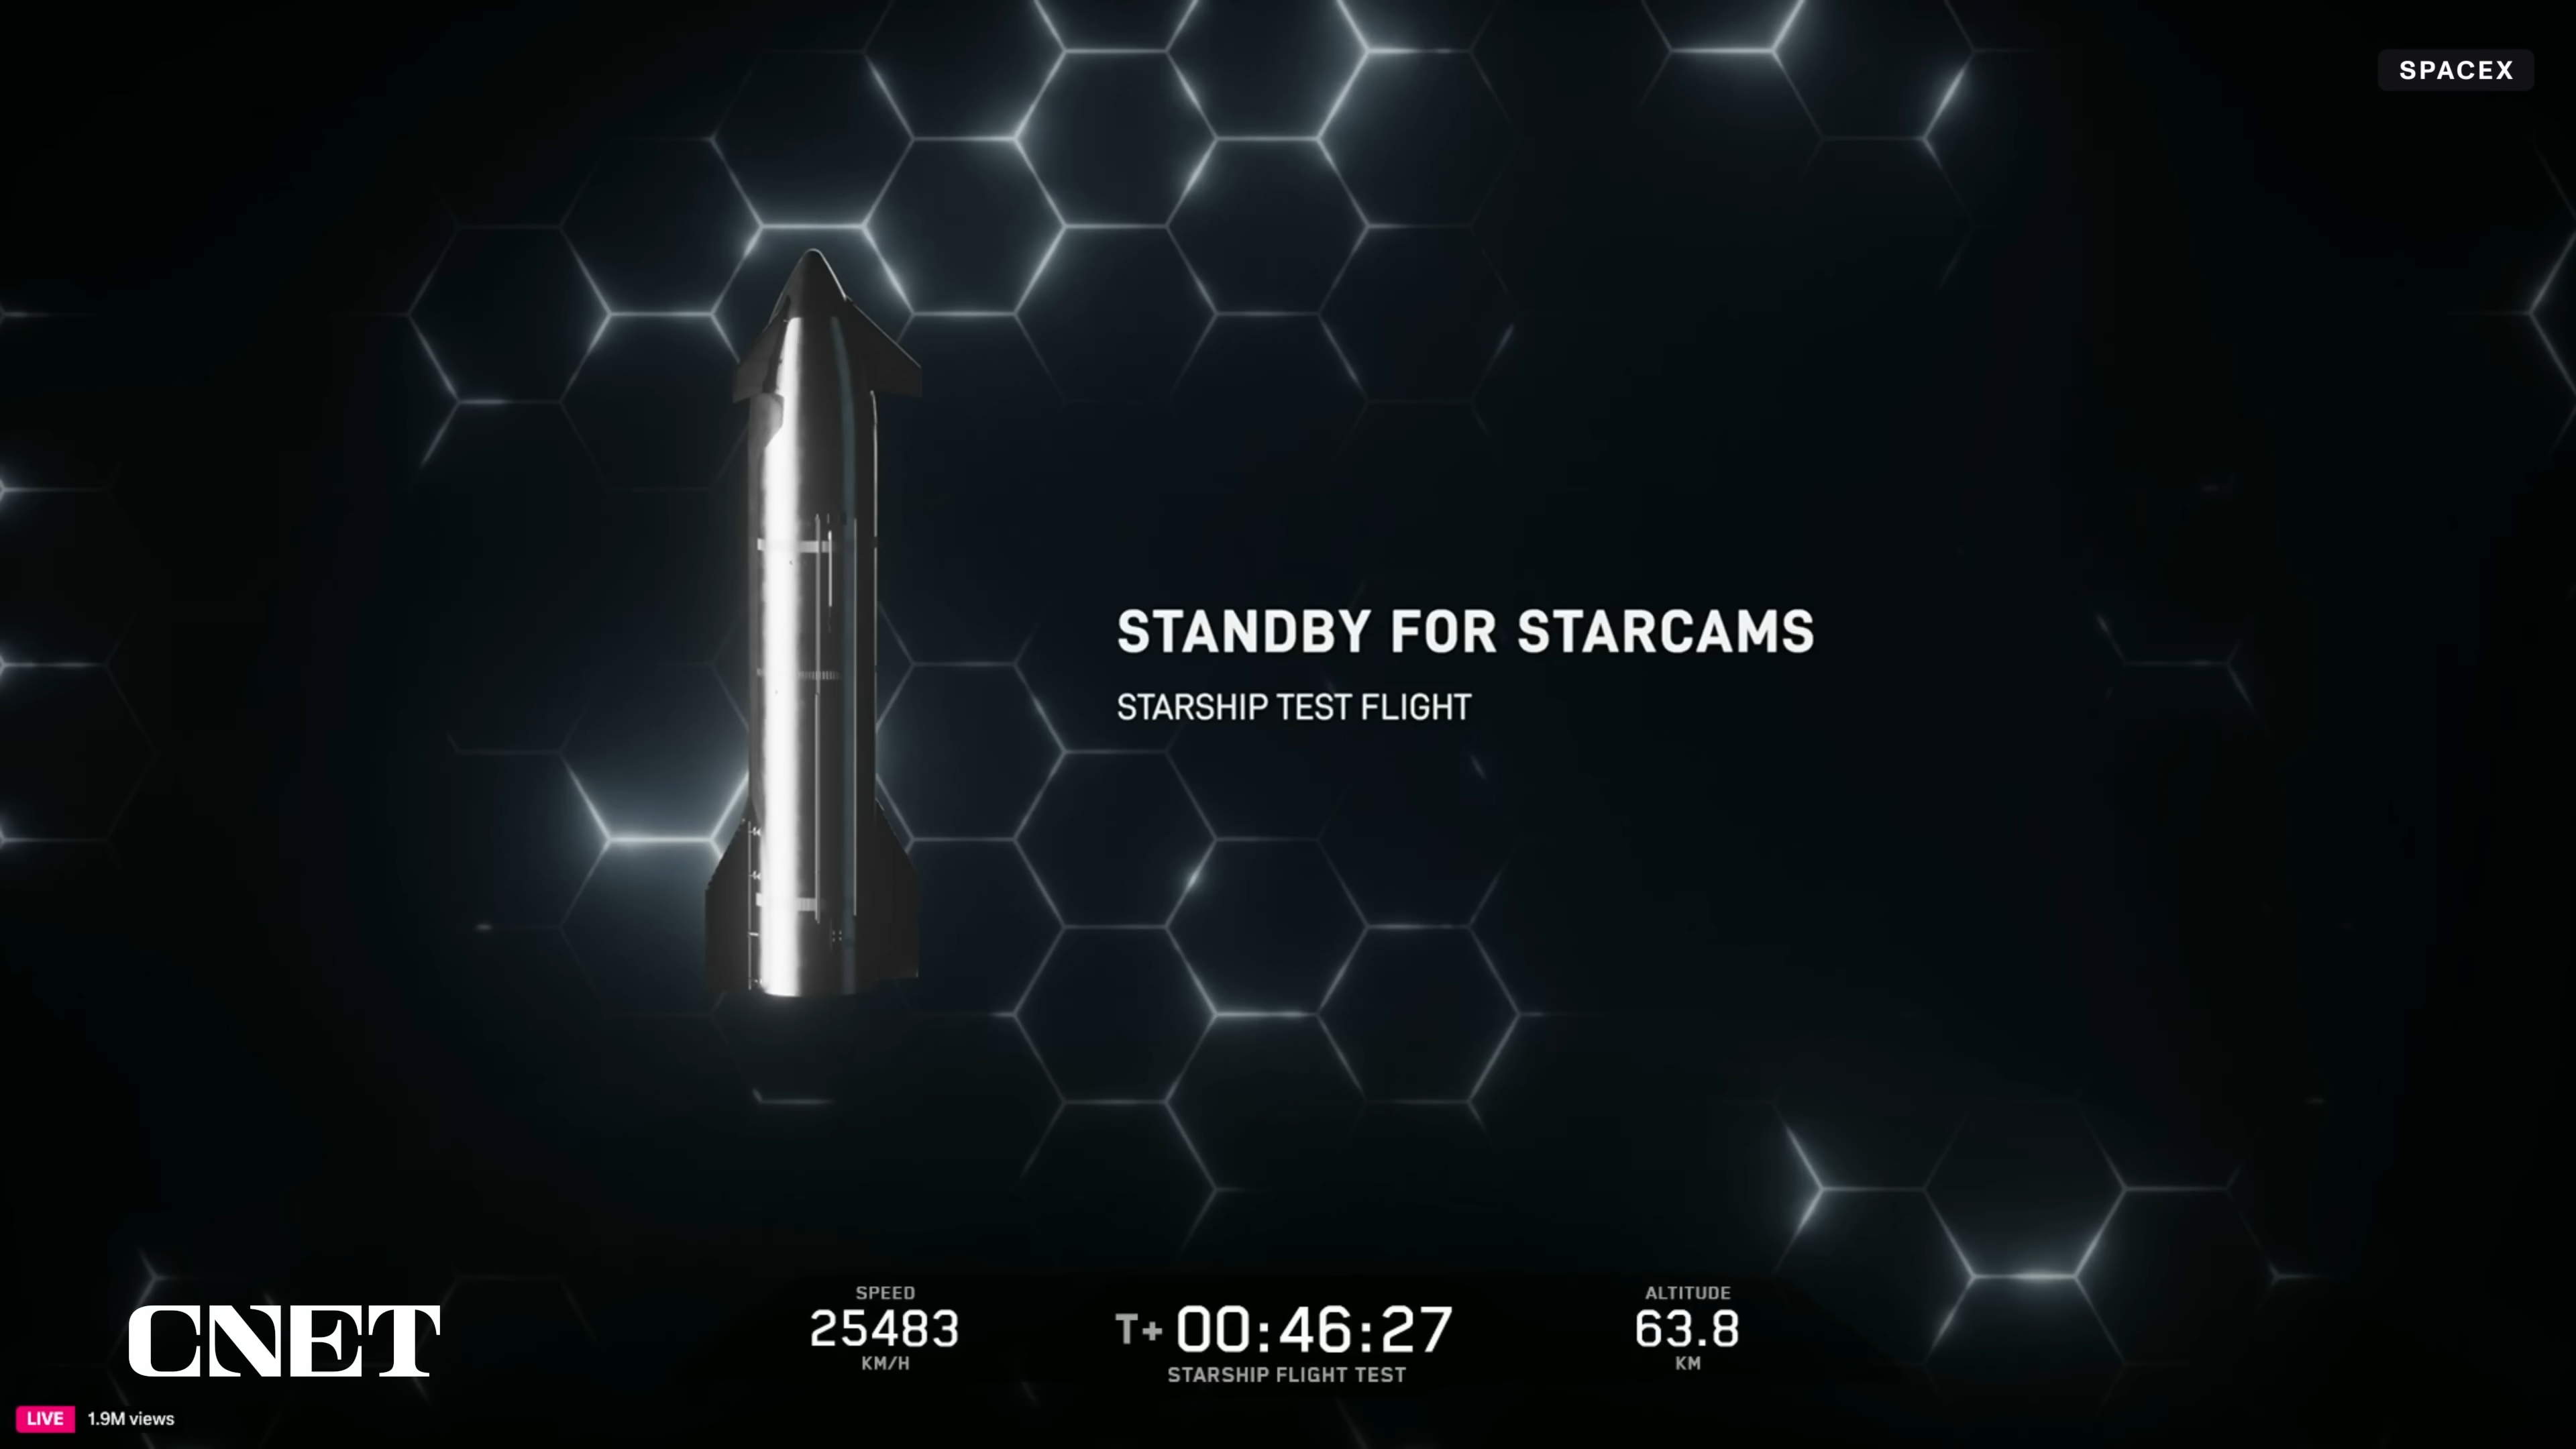 SPACEX
STANDBY FOR STARCAMS
STARSHIP TEST FLIGHT
SPEED
25483
KM/H
T+ 00:46:27
STARSHIP FLIGHT TEST
ALTITUDE
63.8
KM
CNET
LIVE 1.9M views